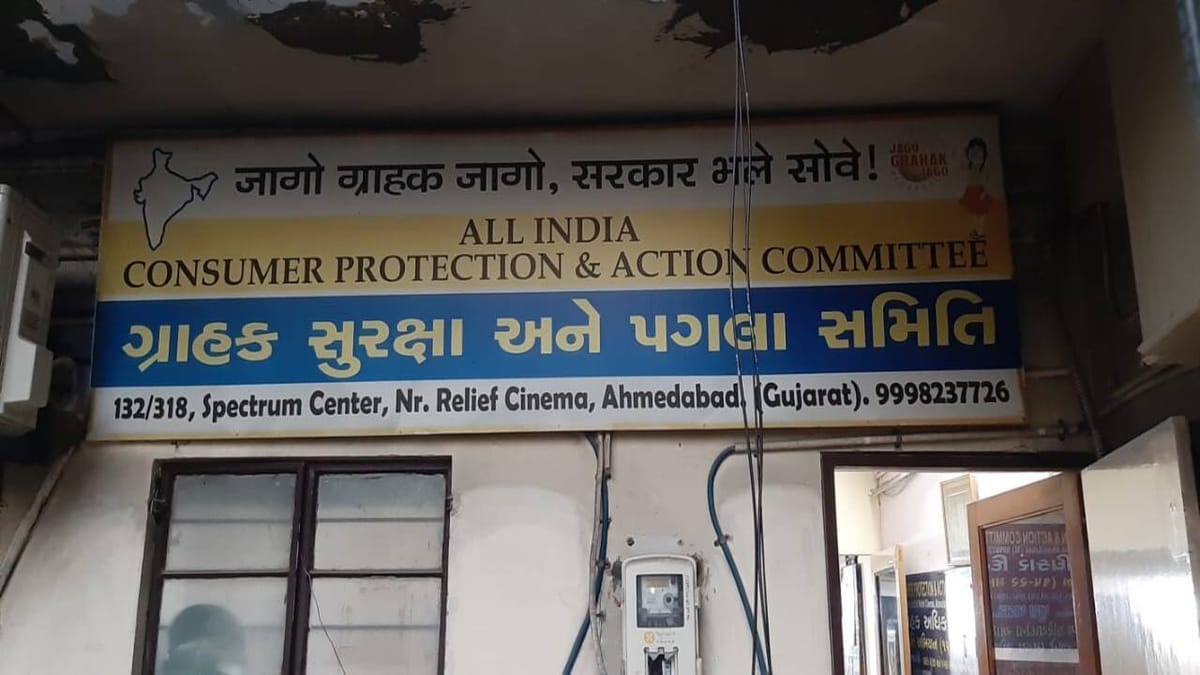 जागो ग्राहक जागो, सरकार भले सोवे!
JAGO
GRAHAK
JAGO
ALL INDIA
CONSUMER PROTECTION & ACTION COMMITTEE
ગ્રાહક સુરક્ષા અને પગલા સમિતિ
132/318, Spectrum Center, Nr. Relief Cinema, Ahmedabad. (Gujarat). 9998237726